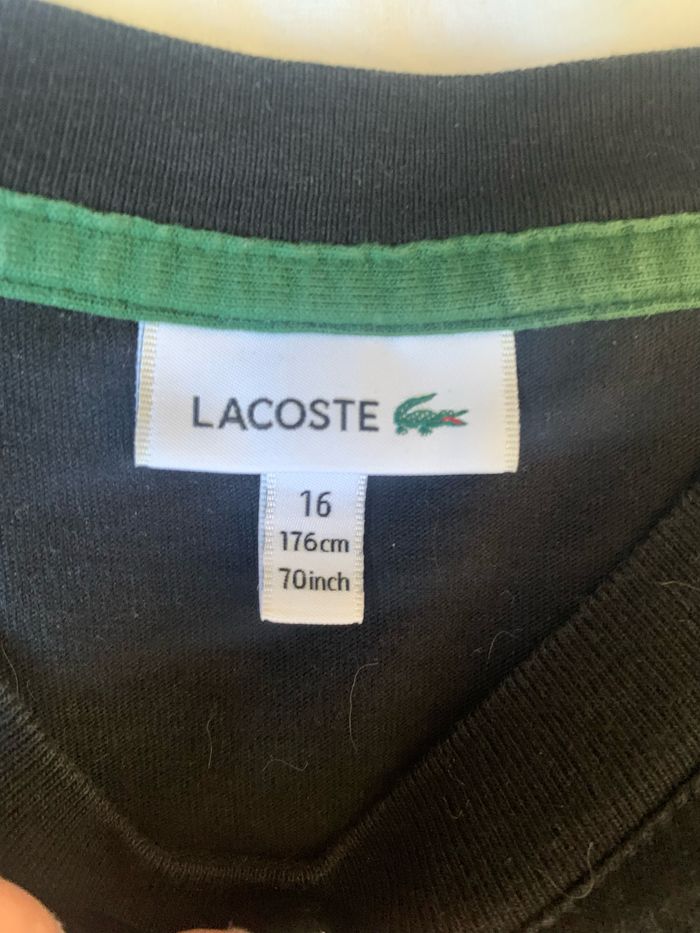 LACOSTE
16
176cm
70inch